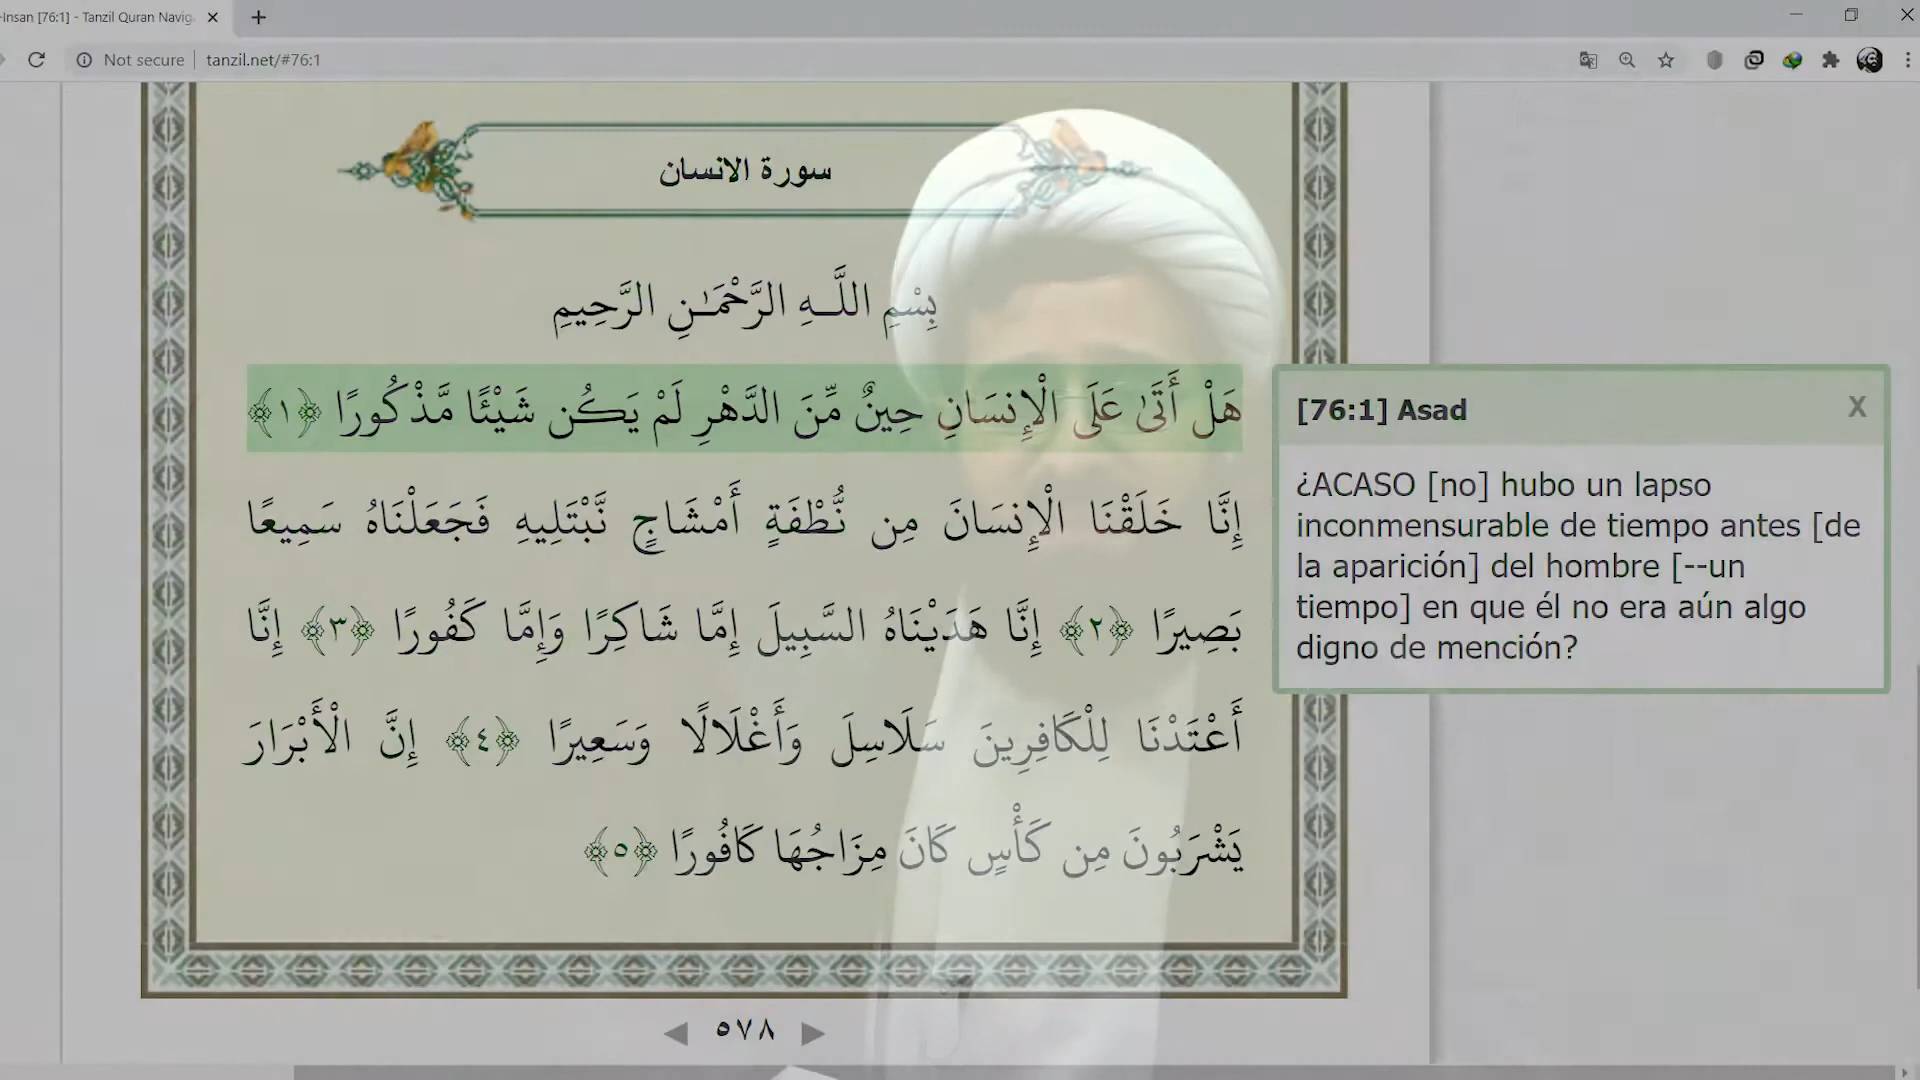 -Insan [76:1] - Tanzil Quran Navig
Not secure
tanzil.net/#76:1
سورة الانسان
بِسْمِ اللَّـهِ الرَّحْمَـٰنِ الرَّحِيمِ
هَلْ أَتَىٰ عَلَى الْإِنسَانِ حِينٌ مِّنَ الدَّهْرِ لَمْ يَكُن شَيْئًا مَّذْكُورًا ﴿١﴾
إِنَّا خَلَقْنَا الْإِنسَانَ مِن نُّطْفَةٍ أَمْشَاجٍ نَّبْتَلِيهِ فَجَعَلْنَاهُ سَمِيعًا
بَصِيرًا ﴿٢﴾ إِنَّا هَدَيْنَاهُ السَّبِيلَ إِمَّا شَاكِرًا وَإِمَّا كَفُورًا ﴿٣﴾ إِنَّا
أَعْتَدْنَا لِلْكَافِرِينَ سَلَاسِلَ وَأَغْلَالًا وَسَعِيرًا ﴿٤﴾ إِنَّ الْأَبْرَارَ
يَشْرَبُونَ مِن كَأْسٍ كَانَ مِزَاجُهَا كَافُورًا ﴿٥﴾
[76:1] Asad
X
¿ACASO [no] hubo un lapso
inconmensurable de tiempo antes [de
la aparición] del hombre [--un
tiempo] en que él no era aún algo
digno de mención?
٥٧٨